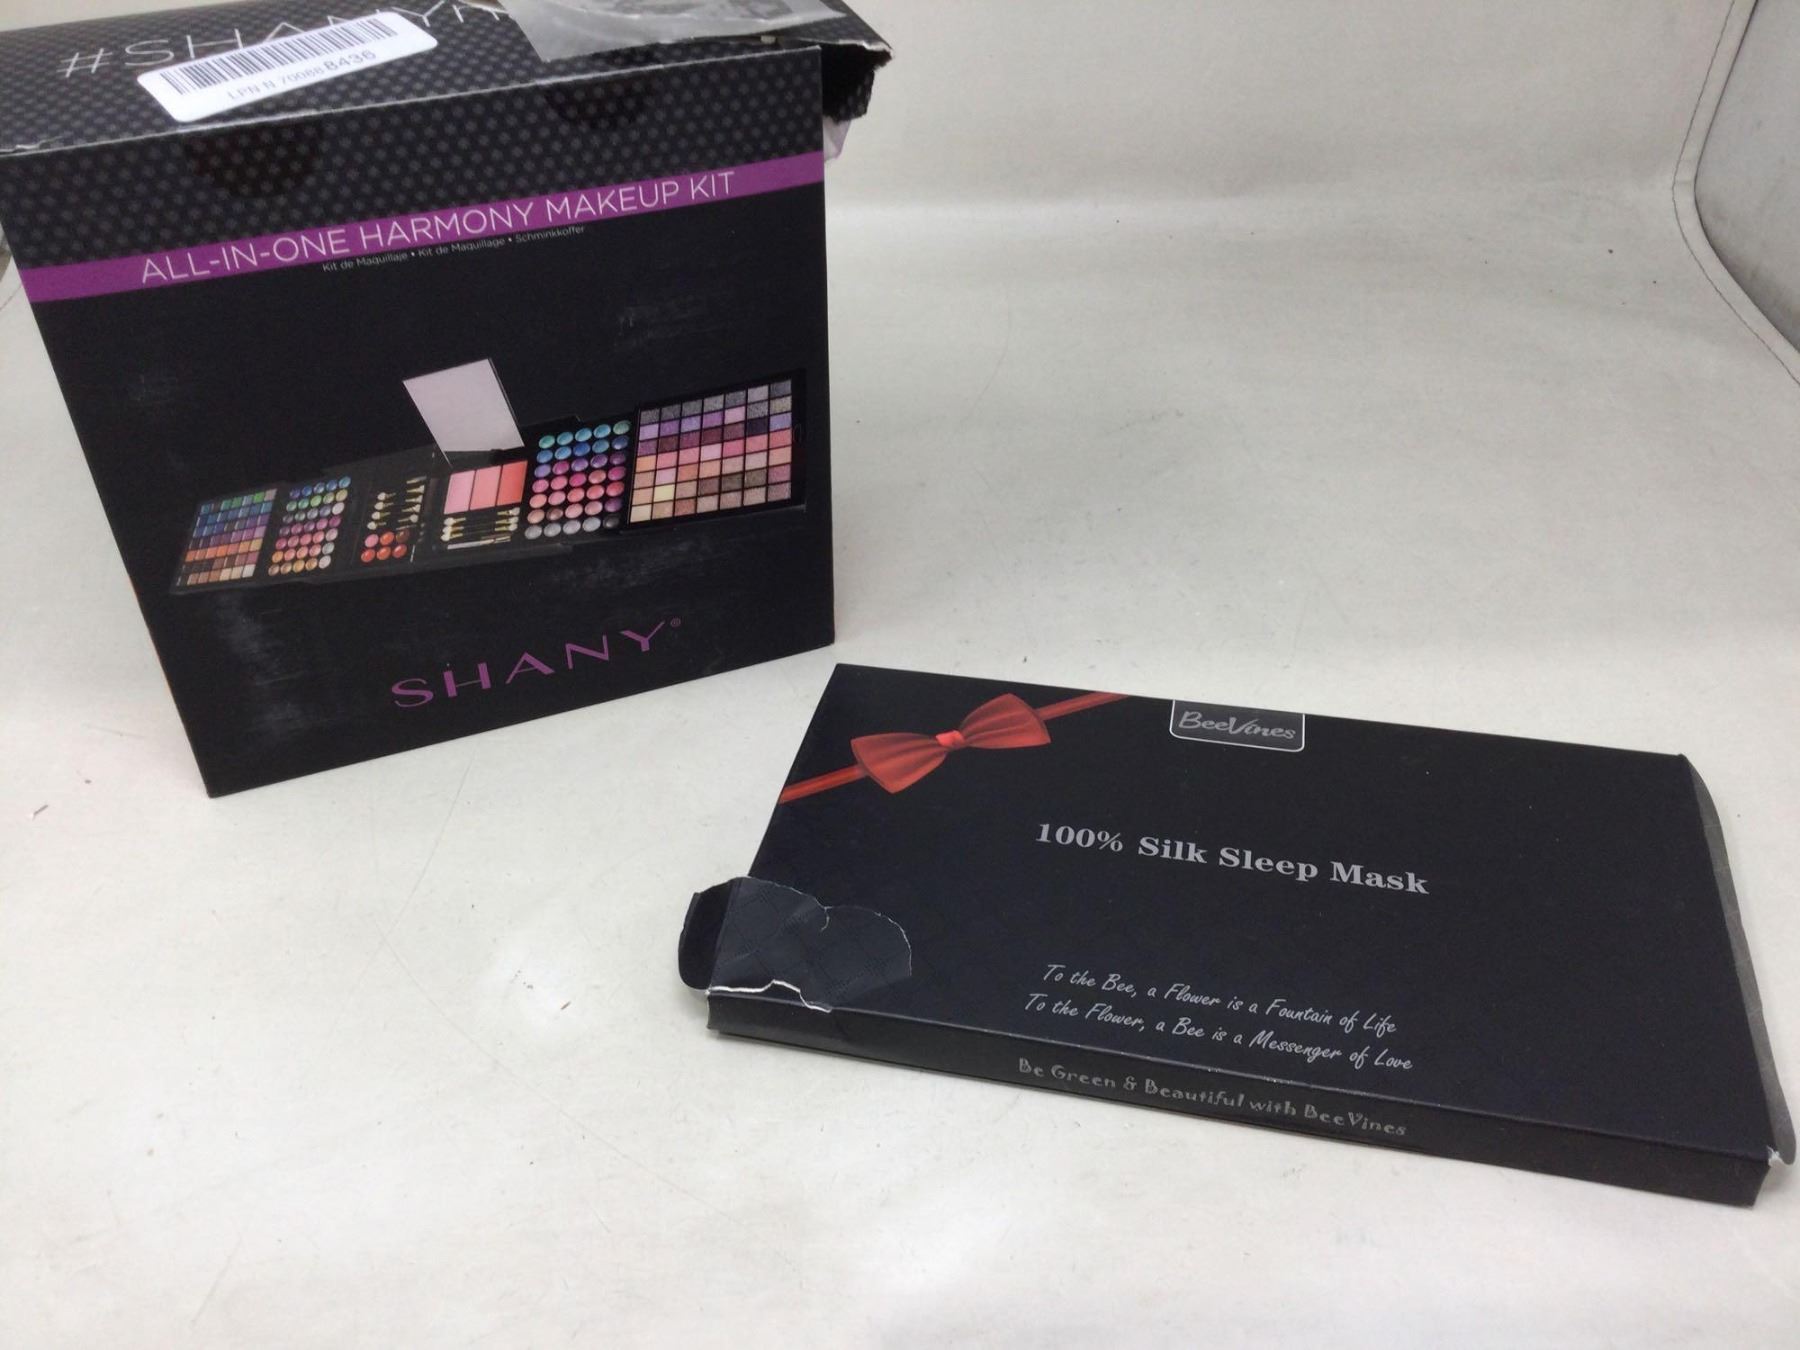 #SHANY
LPN N 700888436
ALL-IN-ONE HARMONY MAKEUP KIT
Kit de Maquillaje • Kit de Maquillage • Schminkkoffer
SHANY®
BeeVines
100% Silk Sleep Mask
To the Bee, a Flower is a Fountain of Life
To the Flower, a Bee is a Messenger of Love
Be Green & Beautiful with BeeVines